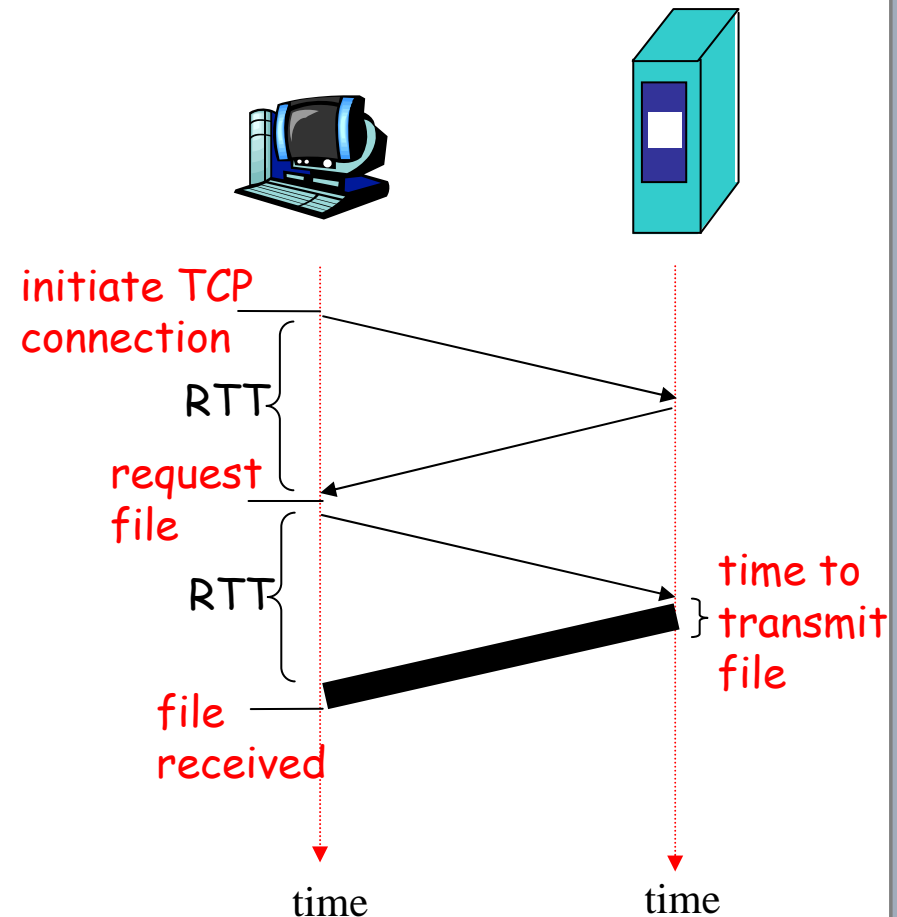 initiate TCP
connection
RTT
request
file
RTT
time to
transmit
file
file
received
time
time